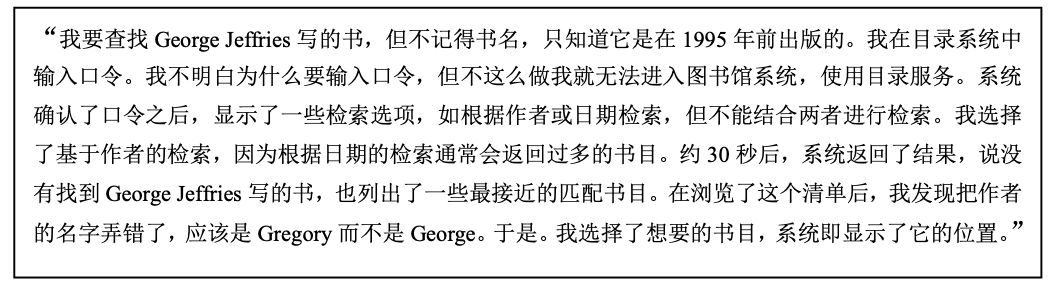 “我要查找 George Jeffries 写的书，但不记得书名，只知道它是在 1995 年前出版的。我在目录系统中
输入口令。我不明白为什么要输入口令，但不这么做我就无法进入图书馆系统，使用目录服务。系统
确认了口令之后，显示了一些检索选项，如根据作者或日期检索，但不能结合两者进行检索。我选择
了基于作者的检索，因为根据日期的检索通常会返回过多的书目。约 30 秒后，系统返回了结果，说没
有找到 George Jeffries 写的书，也列出了一些最接近的匹配书目。在浏览了这个清单后，我发现把作者
的名字弄错了，应该是 Gregory 而不是 George。于是。我选择了想要的书目，系统即显示了它的位置。”